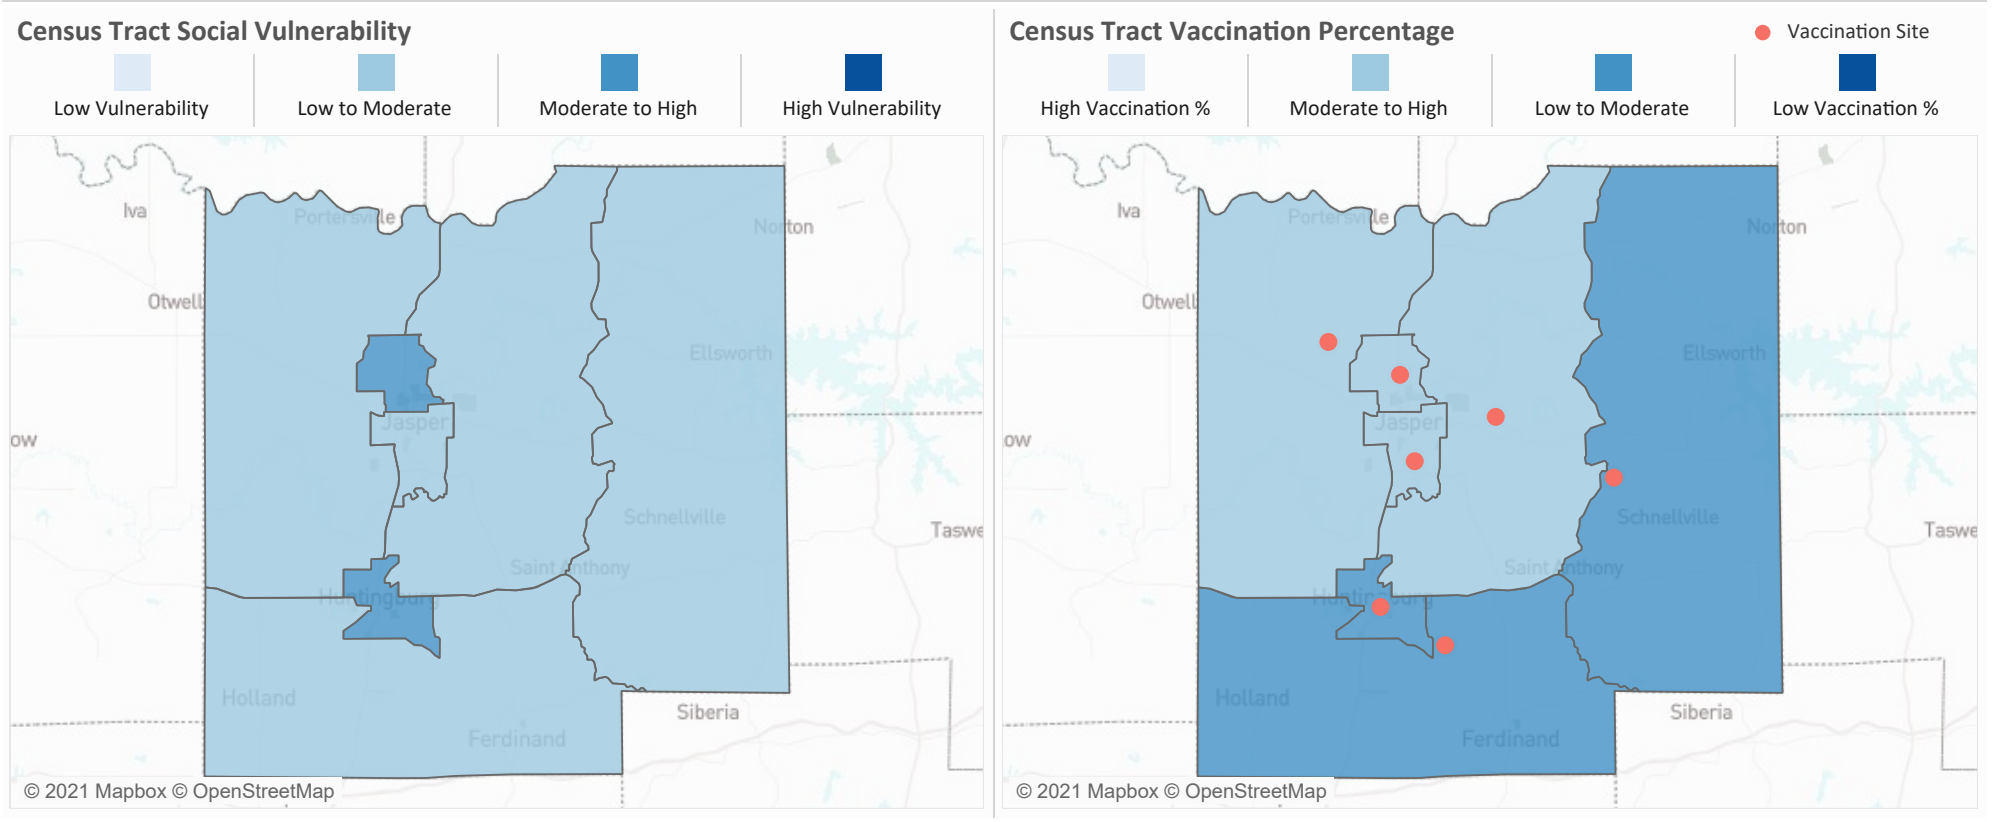 Census Tract Social Vulnerability
Low Vulnerability
Low to Moderate
Moderate to High
High Vulnerability
Iva
Portersville
Norton
Otwell
Ellsworth
Jasper
ow
Schnellville
Taswe
Saint Anthony
Huntingburg
Holland
Siberia
Ferdinand
© 2021 Mapbox © OpenStreetMap
Census Tract Vaccination Percentage
Vaccination Site
High Vaccination %
Moderate to High
Low to Moderate
Low Vaccination %
Iva
Portersville
Norton
Otwell
Ellsworth
Jasper
ow
Schnellville
Taswe
Saint Anthony
Huntingburg
Holland
Siberia
Ferdinand
© 2021 Mapbox © OpenStreetMap